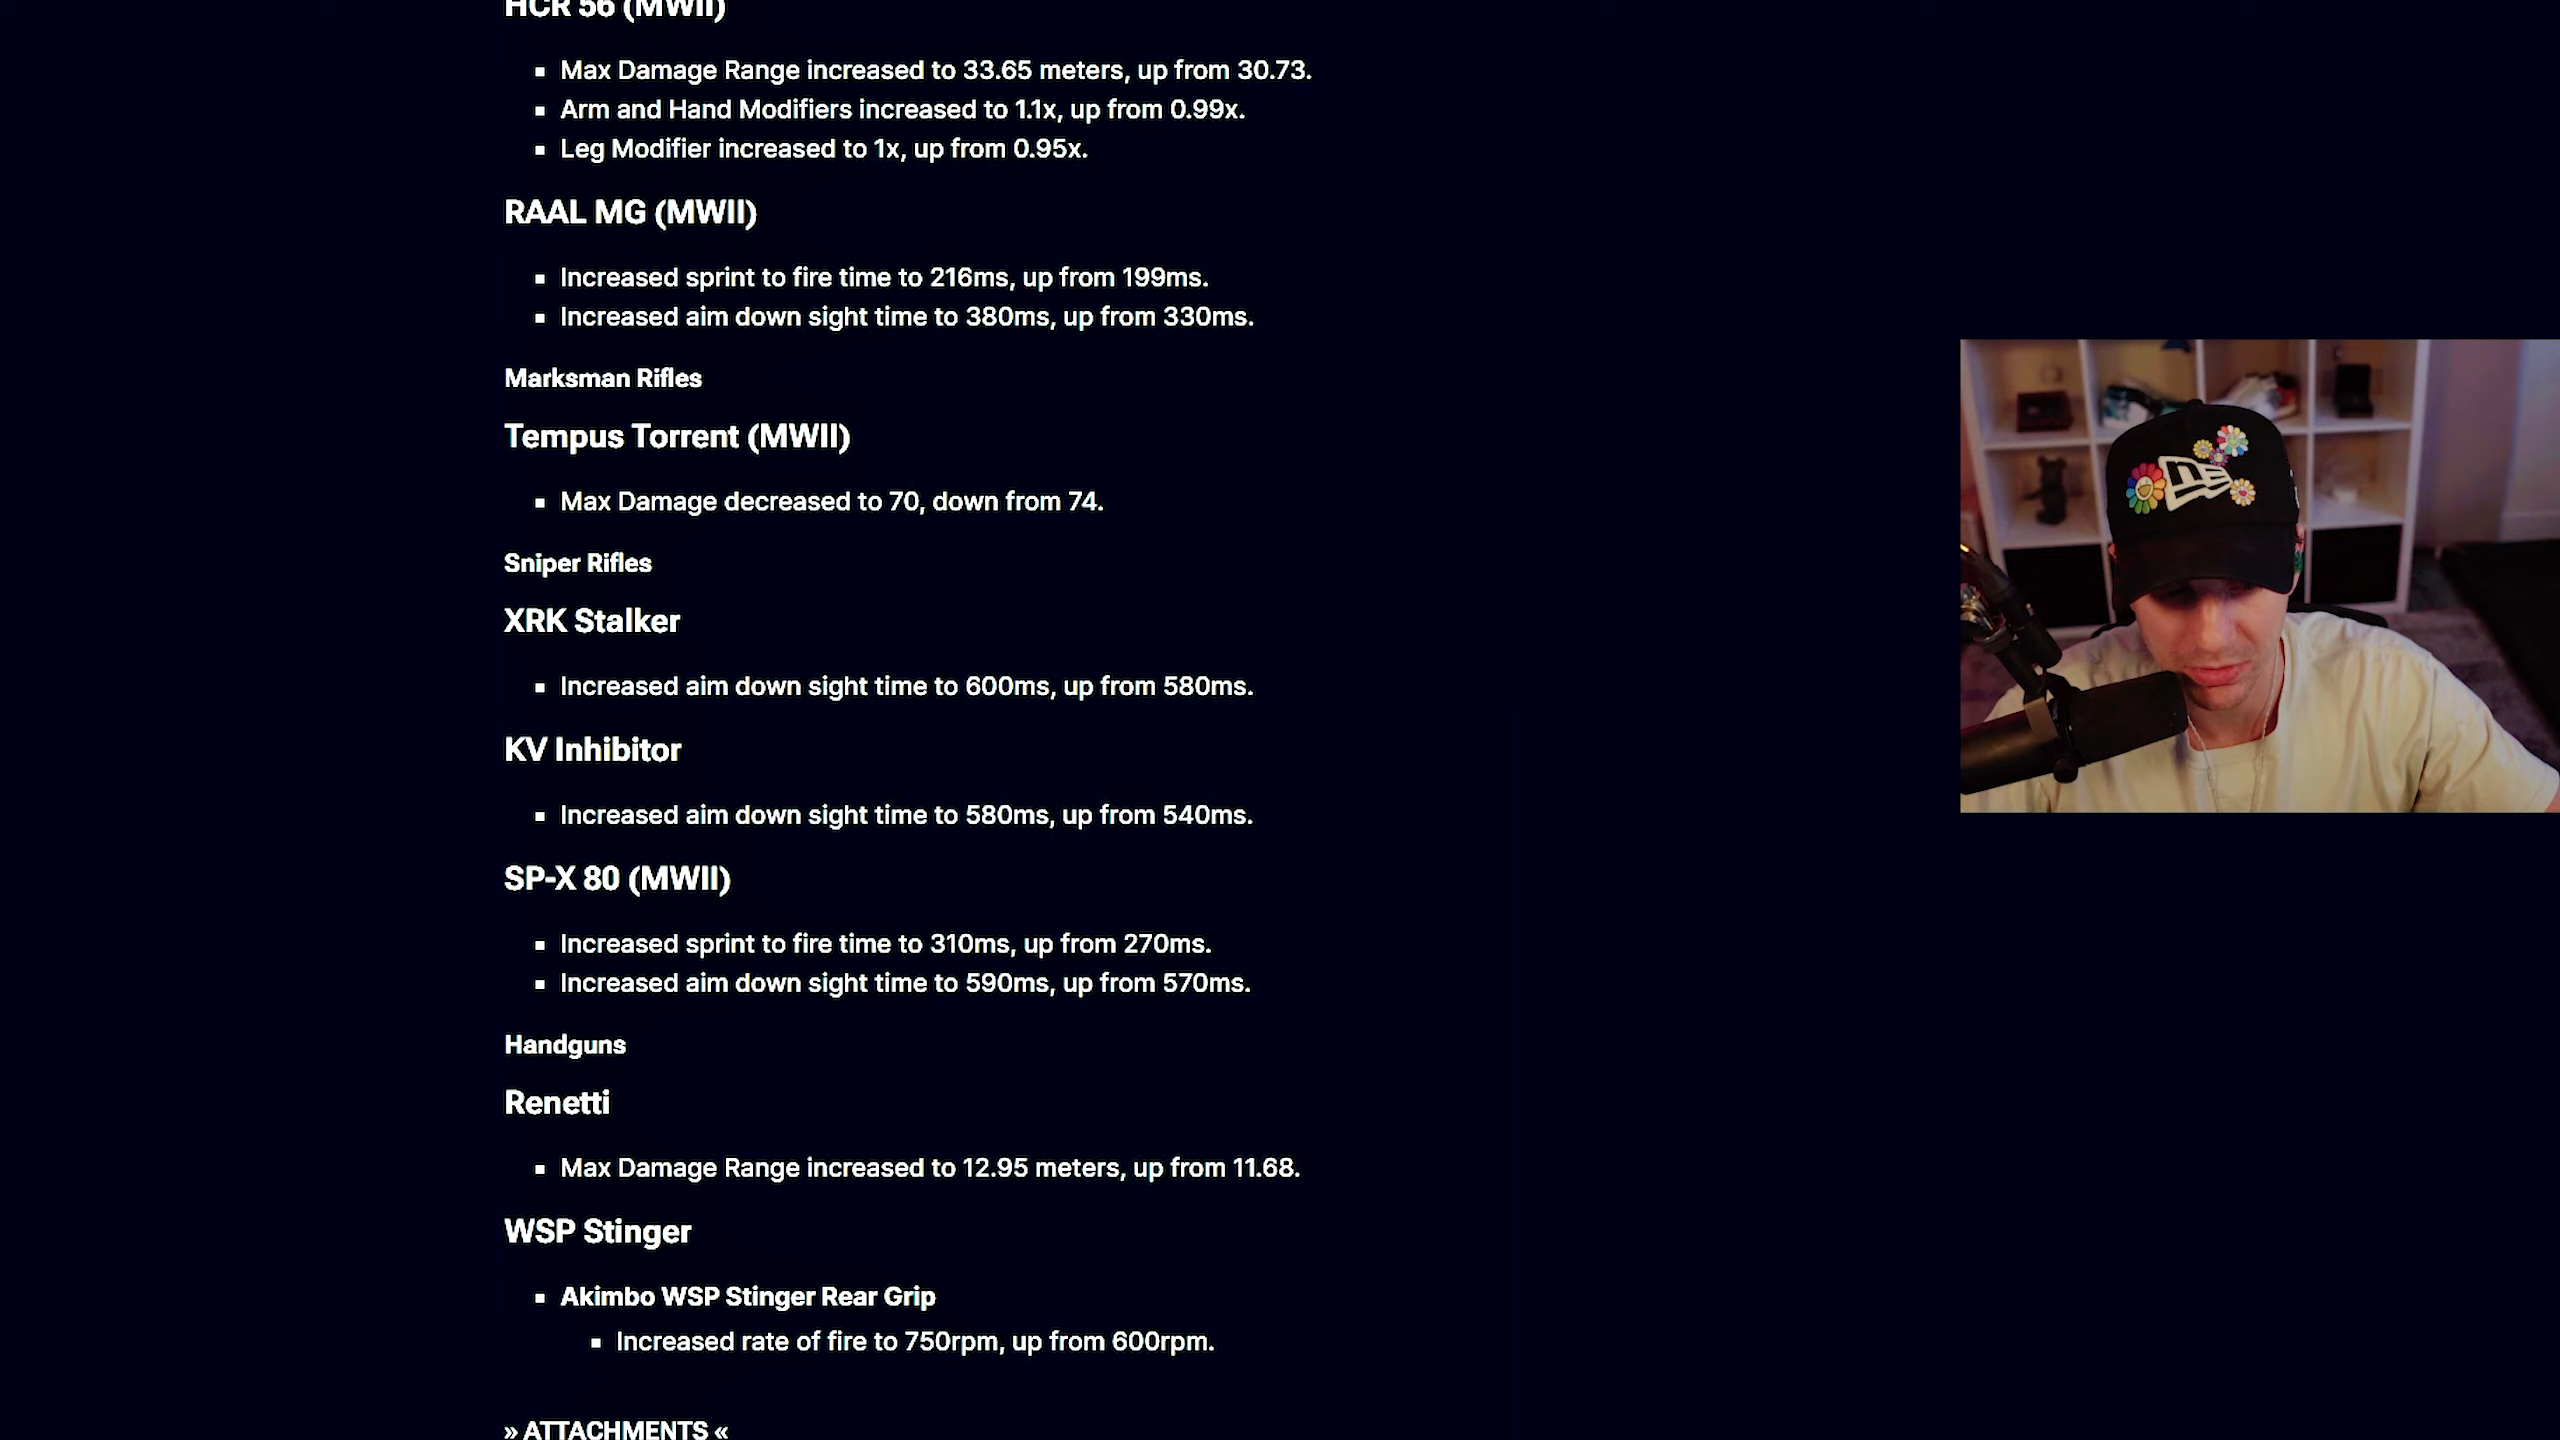 HCR 56 (MWII)
Max Damage Range increased to 33.65 meters, up from 30.73.
Arm and Hand Modifiers increased to 1.1x, up from 0.99x.
Leg Modifier increased to 1x, up from 0.95x.
RAAL MG (MWII)
Increased sprint to fire time to 216ms, up from 199ms.
Increased aim down sight time to 380ms, up from 330ms.
Marksman Rifles
Tempus Torrent (MWII)
Max Damage decreased to 70, down from 74.
Sniper Rifles
XRK Stalker
Increased aim down sight time to 600ms, up from 580ms.
KV Inhibitor
Increased aim down sight time to 580ms, up from 540ms.
SP-X 80 (MWII)
Increased sprint to fire time to 310ms, up from 270ms.
Increased aim down sight time to 590ms, up from 570ms.
Handguns
Renetti
Max Damage Range increased to 12.95 meters, up from 11.68.
WSP Stinger
Akimbo WSP Stinger Rear Grip
Increased rate of fire to 750rpm, up from 600rpm.
» ATTACHMENTS «